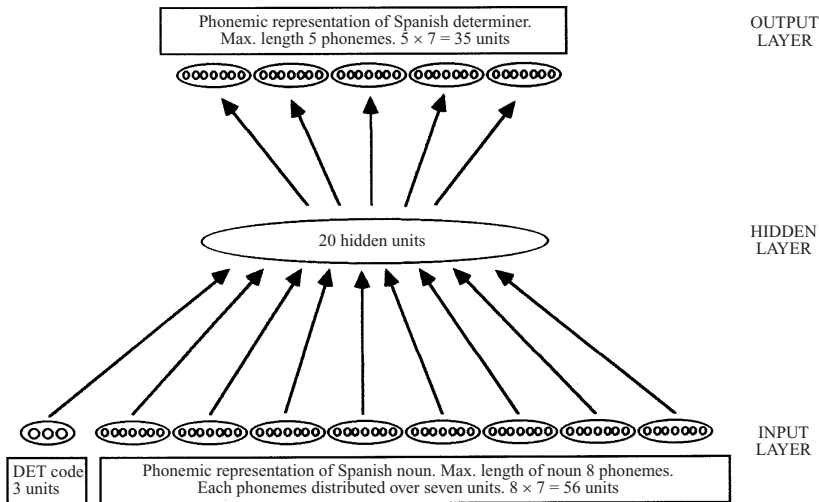 Phonemic representation of Spanish determiner.
Max. length 5 phonemes. 5 × 7 = 35 units
OUTPUT
LAYER
20 hidden units
HIDDEN
LAYER
INPUT
LAYER
DET code
3 units
Phonemic representation of Spanish noun. Max. length of noun 8 phonemes.
Each phonemes distributed over seven units. 8 × 7 = 56 units